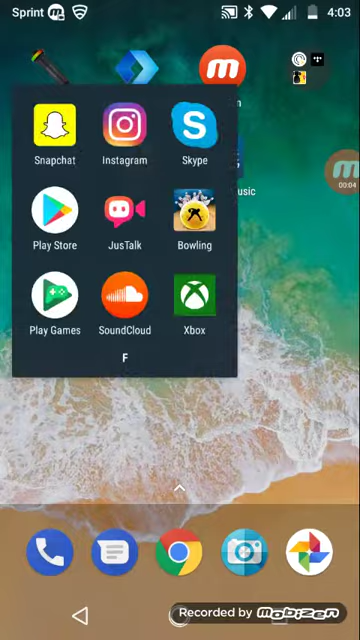 Sprint 4:03
Snapchat Instagram Skype
usic
00:04
Play Store JusTalk Bowling
Play Games SoundCloud Xbox
F
Recorded by mobizen